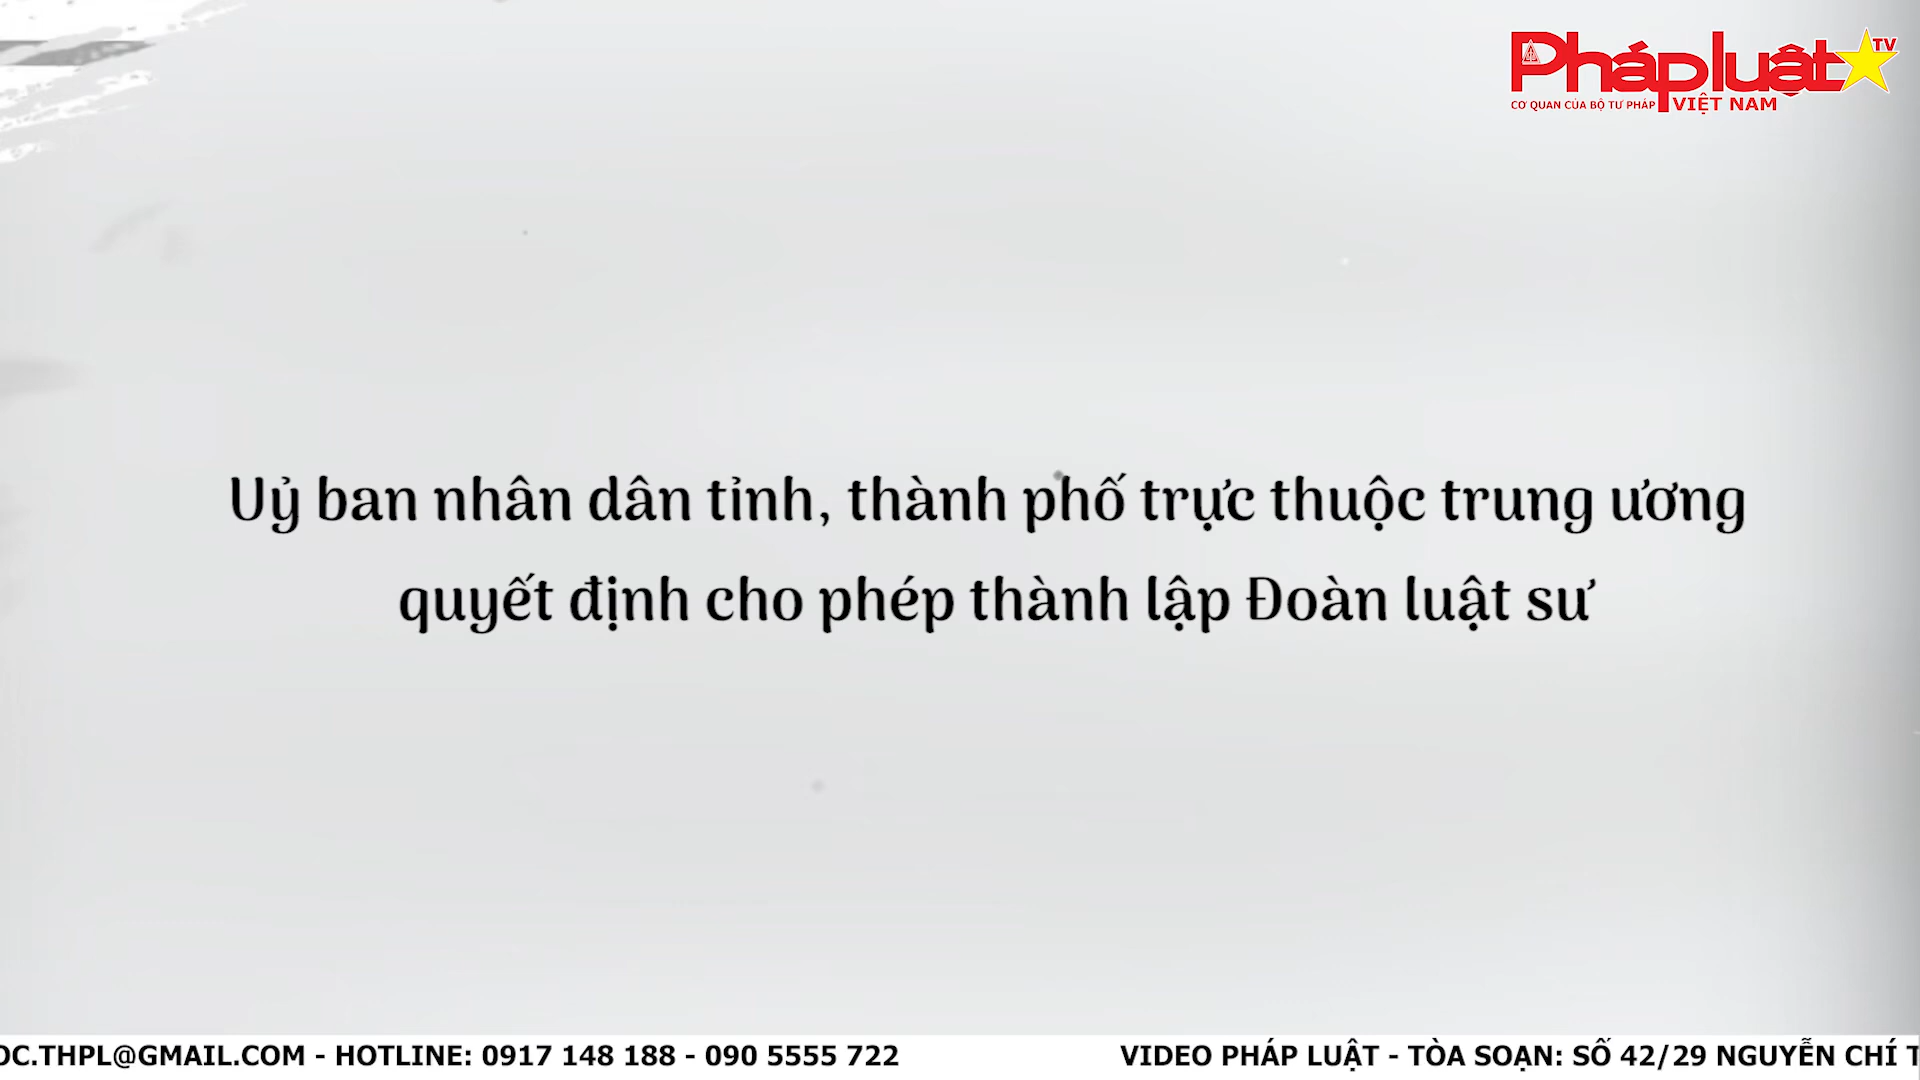 Phápluật TV
CƠ QUAN CỦA BỘ TƯ PHÁP VIỆT NAM
Uỷ ban nhân dân tỉnh, thành phố trực thuộc trung ương
quyết định cho phép thành lập Đoàn luật sư
OC.THPL@GMAIL.COM - HOTLINE: 0917 148 188 - 090 5555 722 VIDEO PHÁP LUẬT - TÒA SOẠN: SỐ 42/29 NGUYỄN CHÍ T